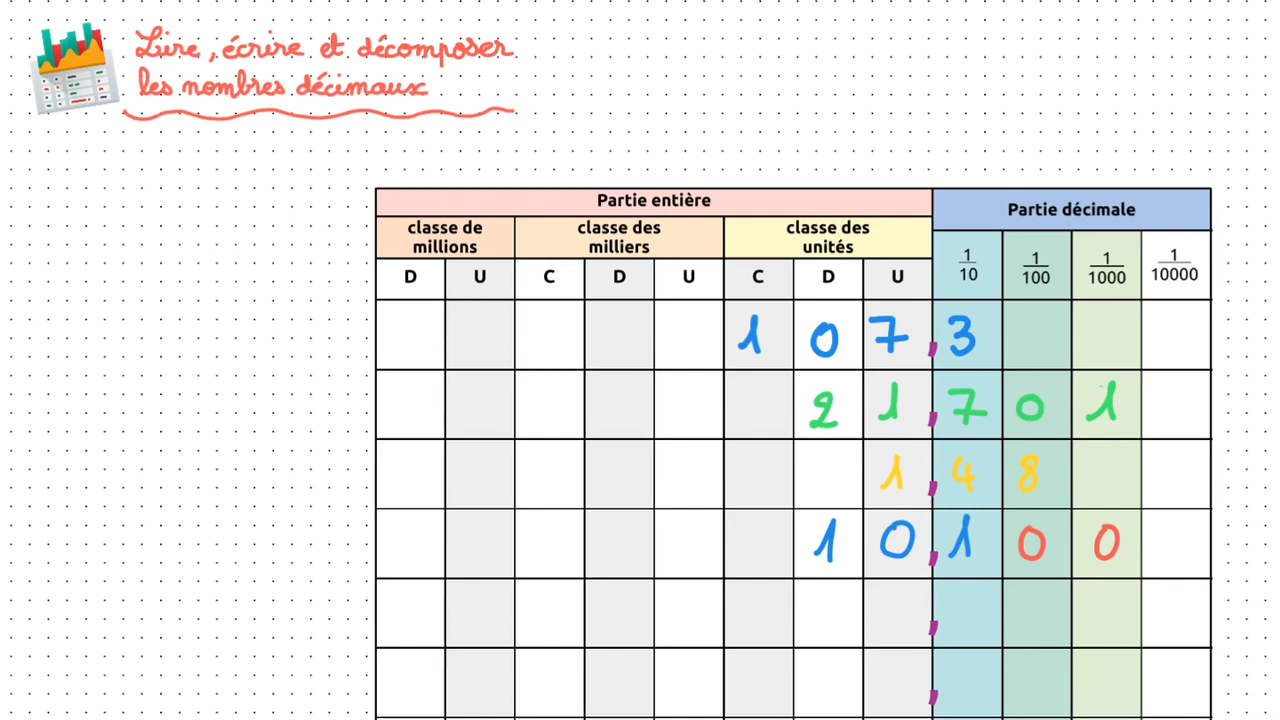 Lire, écrire et décomposer
les nombres décimaux
Partie entière Partie décimale
classe de millions classe des milliers classe des unités
D U C D U C D U 1/10 1/100 1/1000 1/10000
1 0 7 , 3
2 1 , 7 0 1
1 , 4 8
1 0 , 1 0 0
,
,